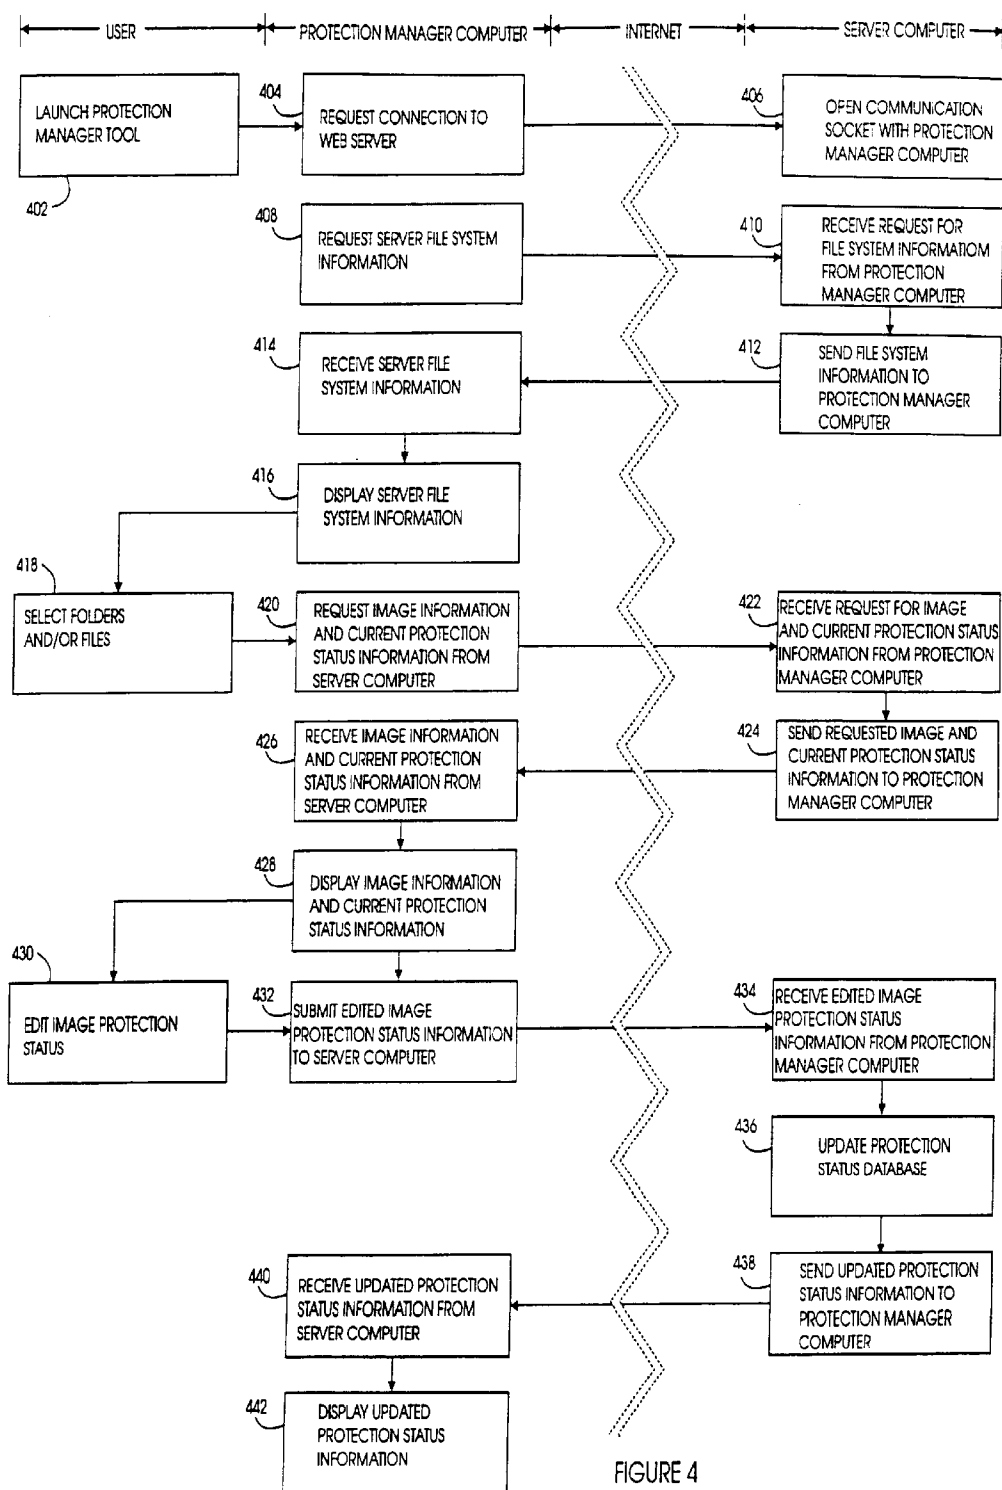 USER
PROTECTION MANAGER COMPUTER
INTERNET
SERVER COMPUTER
LAUNCH PROTECTION
MANAGER TOOL
402
404
REQUEST CONNECTION TO
WEB SERVER
406
OPEN COMMUNICATION
SOCKET WITH PROTECTION
MANAGER COMPUTER
408
REQUEST SERVER FILE SYSTEM
INFORMATION
410
RECEIVE REQUEST FOR
FILE SYSTEM INFORMATIOM
FROM PROTECTION
MANAGER COMPUTER
412
SEND FILE SYSTEM
INFORMATION TO
PROTECTION MANAGER
COMPUTER
414
RECEIVE SERVER FILE
SYSTEM INFORMATION
416
DISPLAY SERVER FILE
SYSTEM INFORMATION
418
SELECT FOLDERS
AND/OR FILES
420
REQUEST IMAGE INFORMATION
AND CURRENT PROTECTION
STATUS INFORMATION FROM
SERVER COMPUTER
422
RECEIVE REQUEST FOR IMAGE
AND CURRENT PROTECTION STATUS
INFORMATION FROM PROTECTION
MANAGER COMPUTER
424
SEND REQUESTED IMAGE AND
CURRENT PROTECTION STATUS
INFORMATION TO PROTECTION
MANAGER COMPUTER
426
RECEIVE IMAGE INFORMATION
AND CURRENT PROTECTION
STATUS INFORMATION FROM
SERVER COMPUTER
428
DISPLAY IMAGE INFORMATION
AND CURRENT PROTECTION
STATUS INFORMATION
430
EDIT IMAGE PROTECTION
STATUS
432
SUBMIT EDITED IMAGE
PROTECTION STATUS INFORMATION
TO SERVER COMPUTER
434
RECEIVE EDITED IMAGE
PROTECTION STATUS
INFORMATION FROM PROTECTION
MANAGER COMPUTER
436
UPDATE PROTECTION
STATUS DATABASE
438
SEND UPDATED PROTECTION
STATUS INFORMATION TO
PROTECTION MANAGER
COMPUTER
440
RECEIVE UPDATED PROTECTION
STATUS INFORMATION FROM
SERVER COMPUTER
442
DISPLAY UPDATED
PROTECTION STATUS
INFORMATION
FIGURE 4